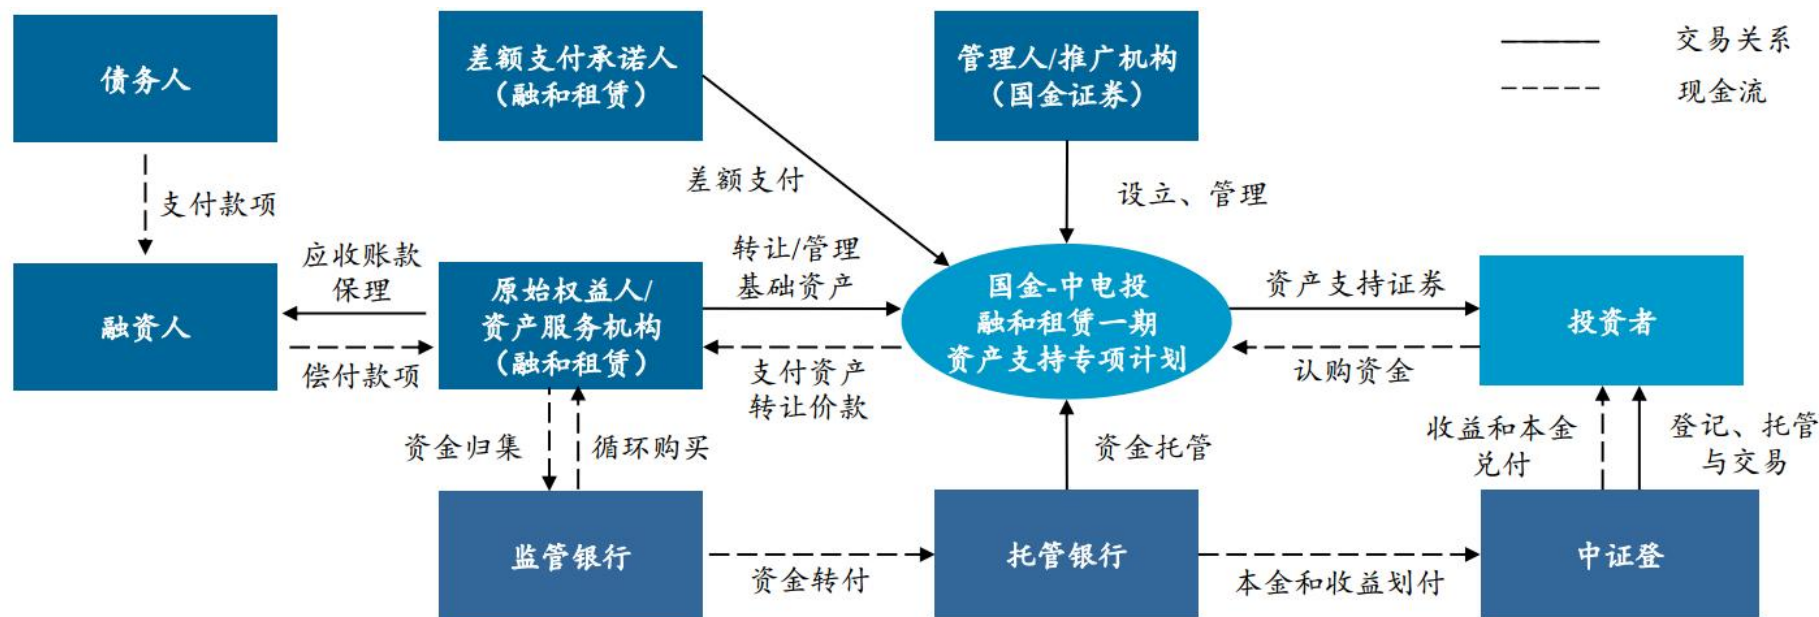 债务人
差额支付承诺人
（融和租赁）
管理人/推广机构
（国金证券）
交易关系
现金流
支付款项
差额支付
设立、管理
应收账款
保理
转让/管理
基础资产
融资人
原始权益人/
资产服务机构
（融和租赁）
国金-中电投
融和租赁一期
资产支持专项计划
资产支持证券
投资者
偿付款项
支付资产
转让价款
认购资金
资金归集
循环购买
资金托管
收益和本金
兑付
登记、托管
与交易
监管银行
资金转付
托管银行
本金和收益划付
中证登